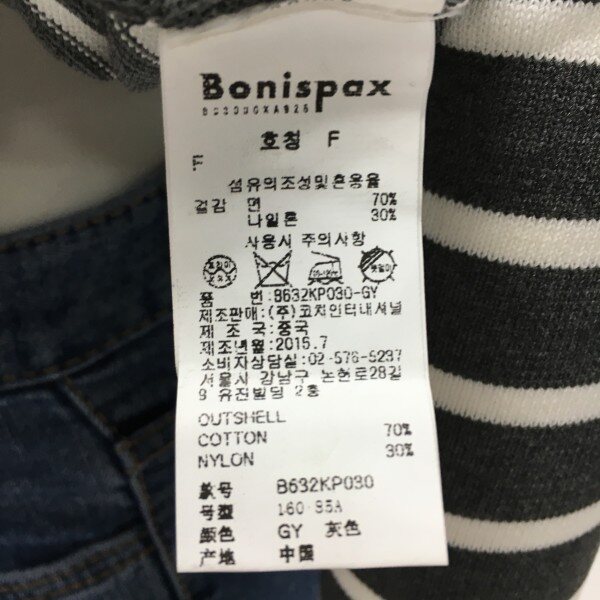 Bonispax
호칭 F
F
섬유의조성및혼용율
겉감 면 70%
나일론 30%
사용시 주의사항
품 번:B632KP030-GY
제조판매:(주)코치인터내셔널
제 조 국:중국
제조년월:2015.7
소비자상담실:02-576-5297
서울시 강남구 논현로28길
9 유진빌딩 2층
OUTSHELL
COTTON 70%
NYLON 30%
款号 B632KP030
号型 160-95A
颜色 GY 灰色
产地 中国